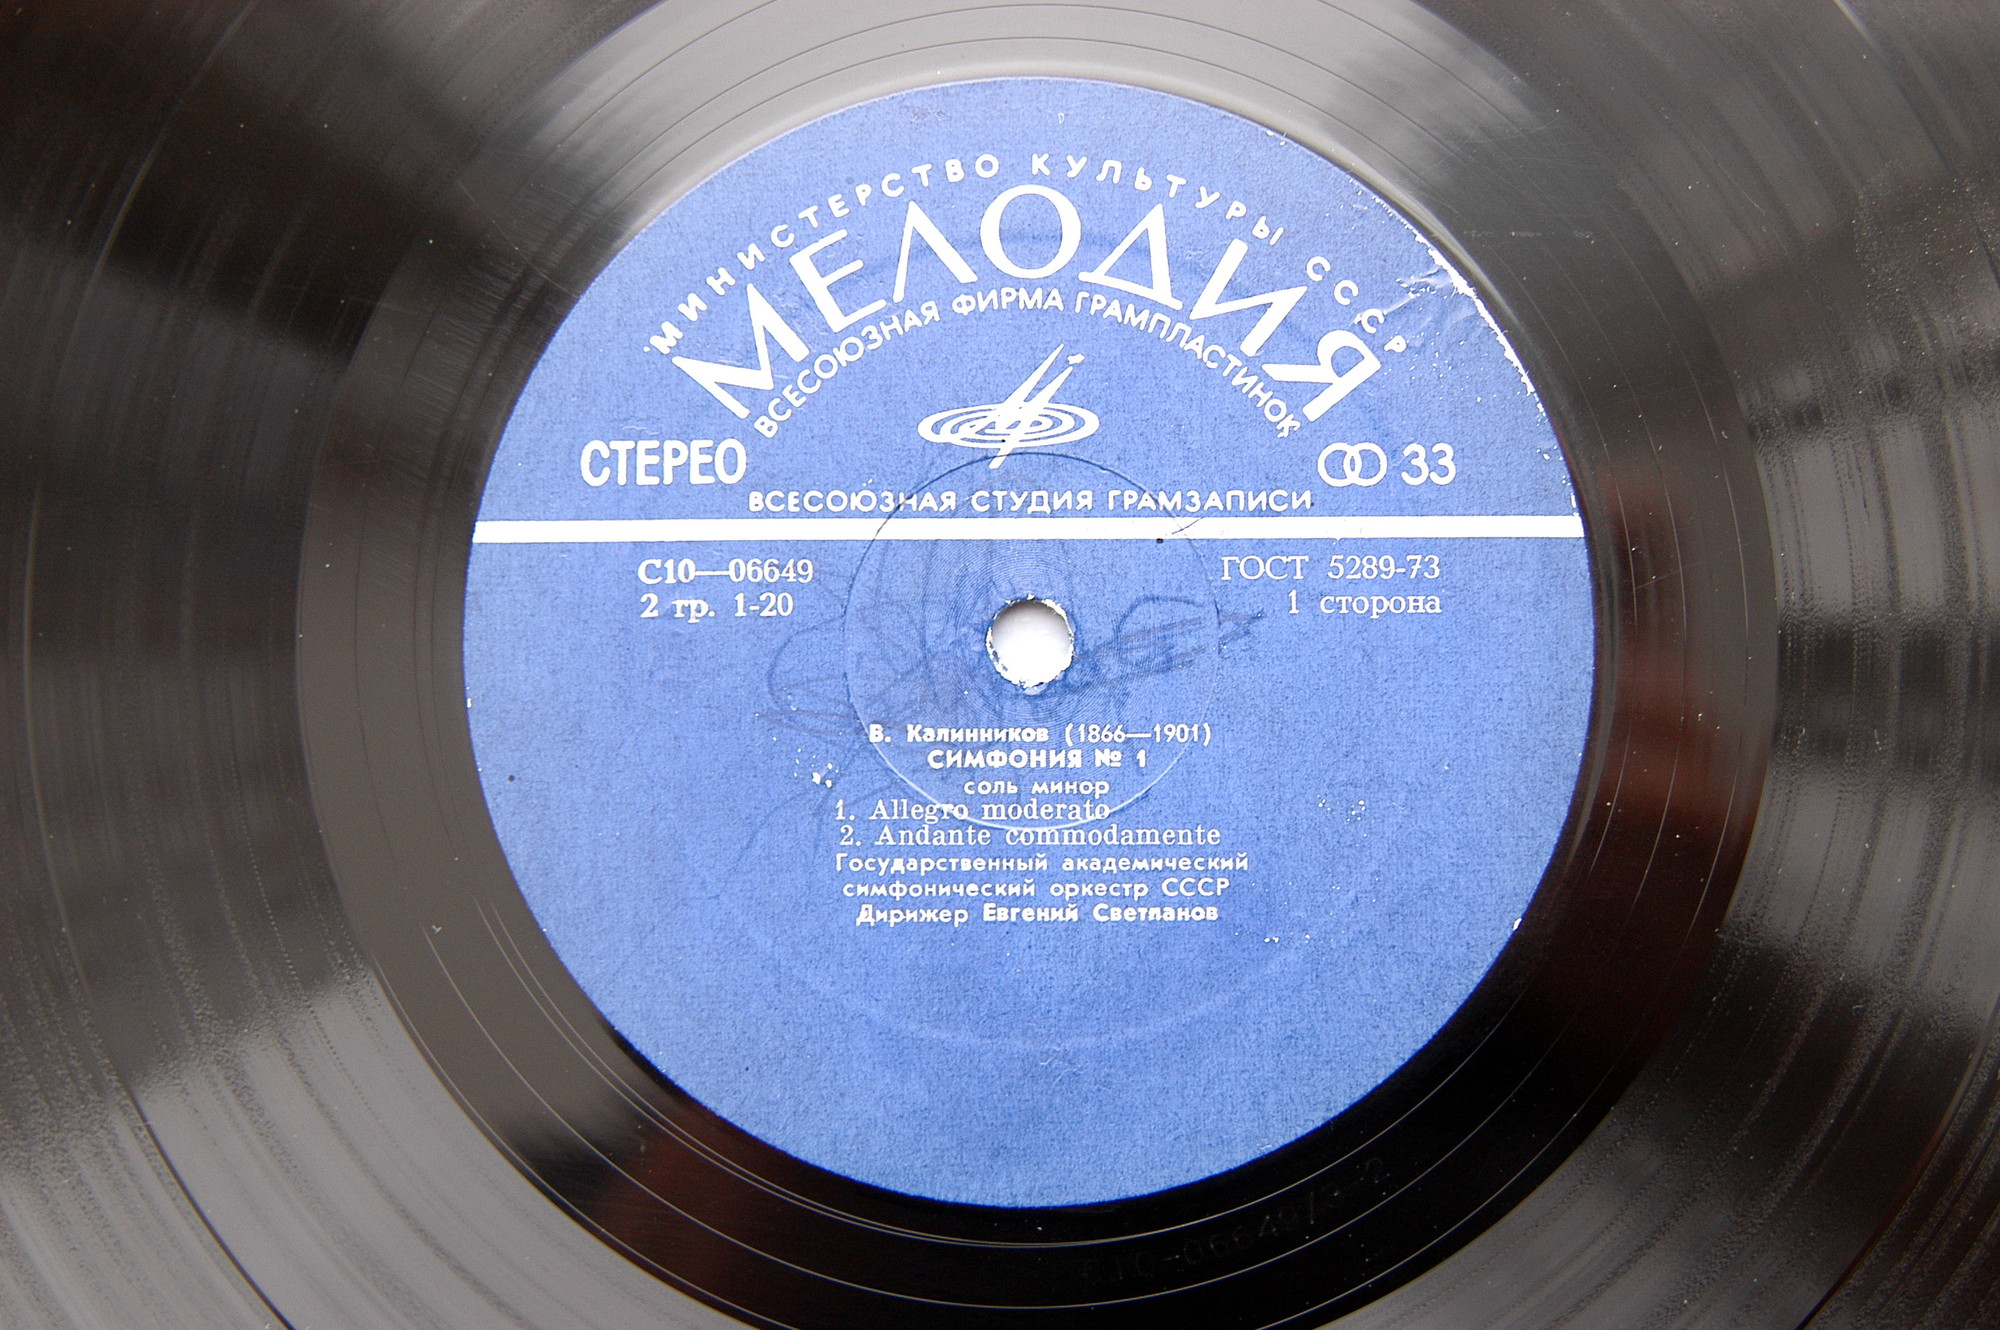 МИНИСТЕРСТВО КУЛЬТУРЫ СССР
МЕЛОДИЯ
ВСЕСОЮЗНАЯ ФИРМА ГРАМПЛАСТИНОК
СТЕРЕО
33
ВСЕСОЮЗНАЯ СТУДИЯ ГРАМЗАПИСИ
С10—06649
ГОСТ 5289-73
2 гр. 1-20
1 сторона
В. Калинников (1866—1901)
СИМФОНИЯ № 1
соль минор
1. Allegro moderato
2. Andante commodamente
Государственный академический
симфонический оркестр СССР
Дирижер Евгений Светланов